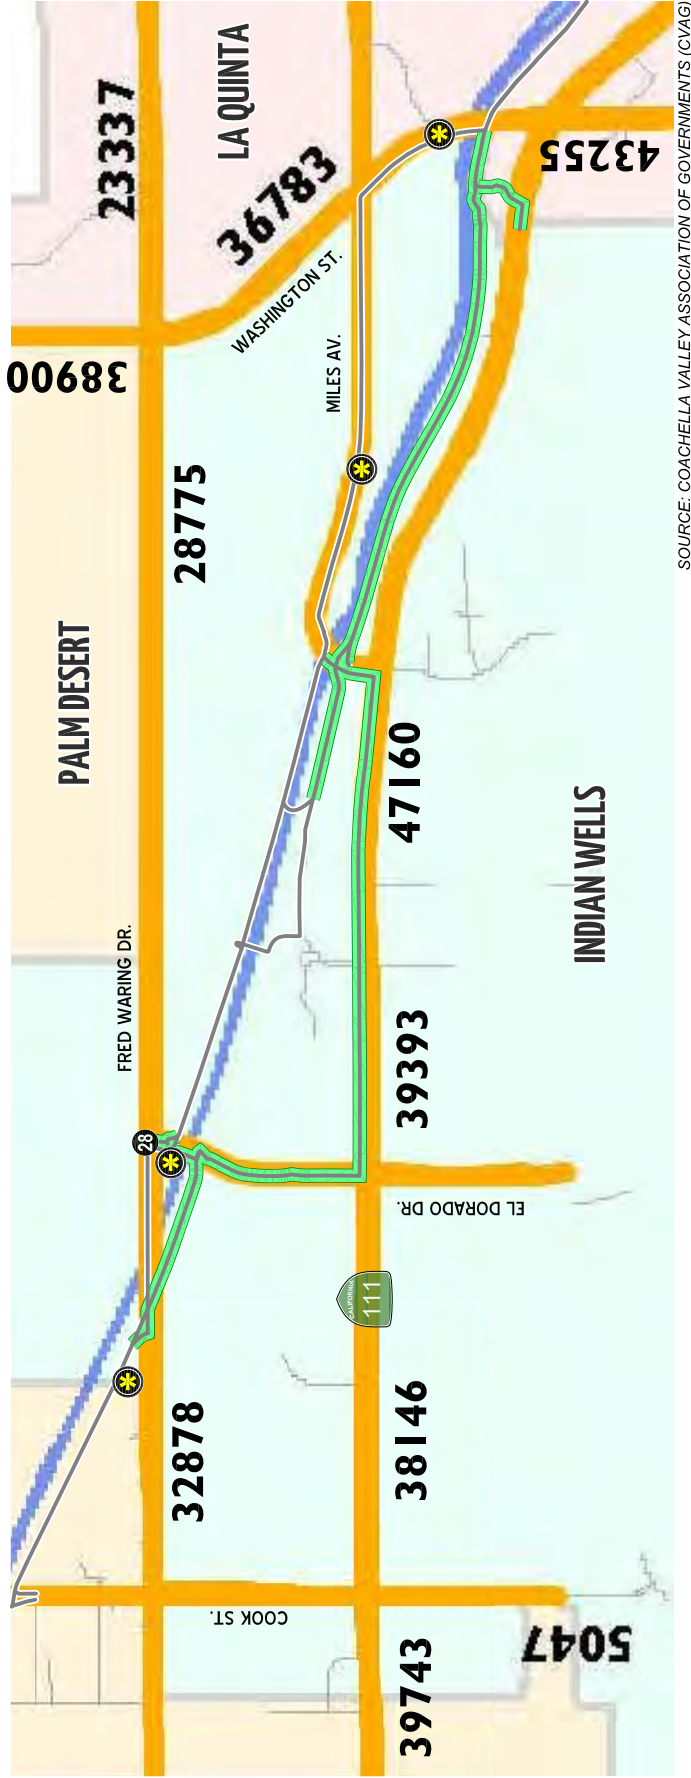 23337
LA QUINTA
36783
43255
WASHINGTON ST.
MILES AV.
38900
28775
PALM DESERT
47160
INDIAN WELLS
FRED WARING DR.
39393
28
EL DORADO DR.
CALIFORNIA
111
32878
38146
COOK ST.
5047
39743
SOURCE: COACHELLA VALLEY ASSOCIATION OF GOVERNMENTS (CVAG)